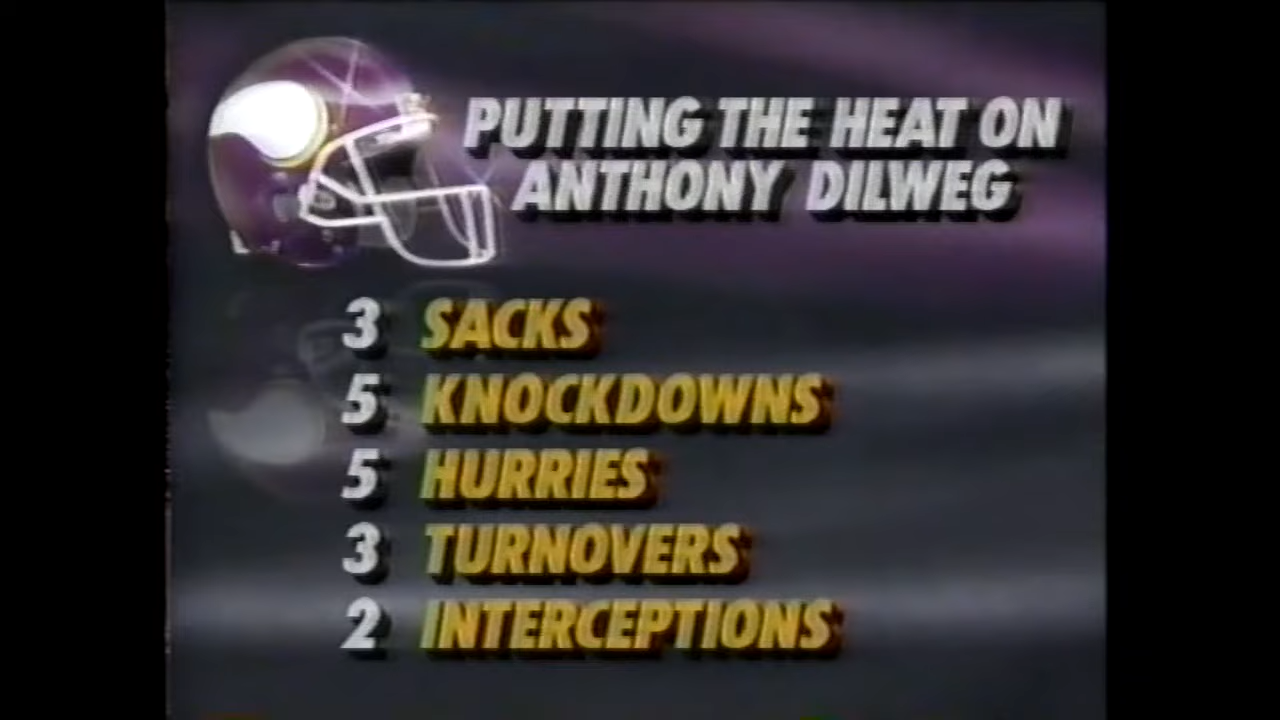 PUTTING THE HEAT ON
ANTHONY DILWEG
3 SACKS
5 KNOCKDOWNS
5 HURRIES
3 TURNOVERS
2 INTERCEPTIONS